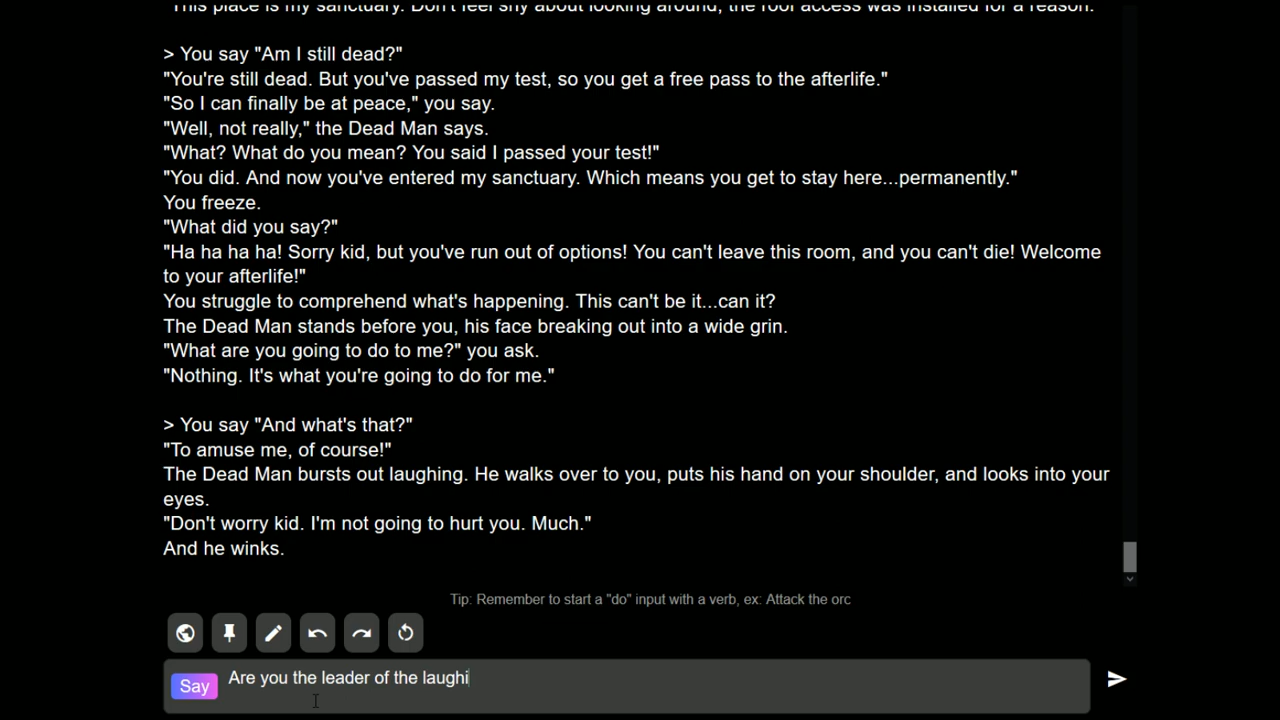 This place is my sanctuary. Don't feel shy about looking around, the roof access was installed for a reason.
> You say "Am I still dead?"
"You're still dead. But you've passed my test, so you get a free pass to the afterlife."
"So I can finally be at peace," you say.
"Well, not really," the Dead Man says.
"What? What do you mean? You said I passed your test!"
"You did. And now you've entered my sanctuary. Which means you get to stay here...permanently."
You freeze.
"What did you say?"
"Ha ha ha ha! Sorry kid, but you've run out of options! You can't leave this room, and you can't die! Welcome
to your afterlife!"
You struggle to comprehend what's happening. This can't be it...can it?
The Dead Man stands before you, his face breaking out into a wide grin.
"What are you going to do to me?" you ask.
"Nothing. It's what you're going to do for me."
> You say "And what's that?"
"To amuse me, of course!"
The Dead Man bursts out laughing. He walks over to you, puts his hand on your shoulder, and looks into your
eyes.
"Don't worry kid. I'm not going to hurt you. Much."
And he winks.
Tip: Remember to start a "do" input with a verb, ex: Attack the orc
Say Are you the leader of the laughi